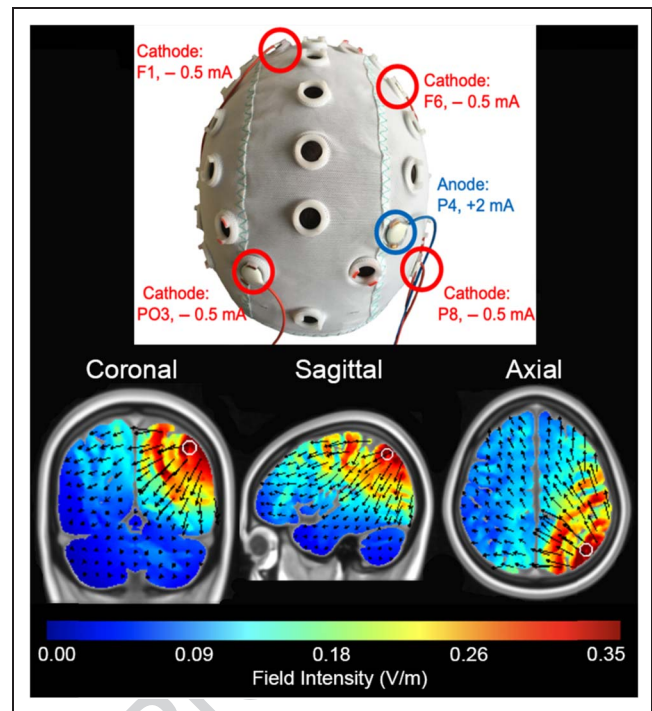 Cathode:
F1, – 0.5 mA
Cathode:
F6, – 0.5 mA
Anode:
P4, +2 mA
Cathode:
PO3, – 0.5 mA
Cathode:
P8, – 0.5 mA
Coronal Sagittal Axial
0.00 0.09 0.18 0.26 0.35
Field Intensity (V/m)